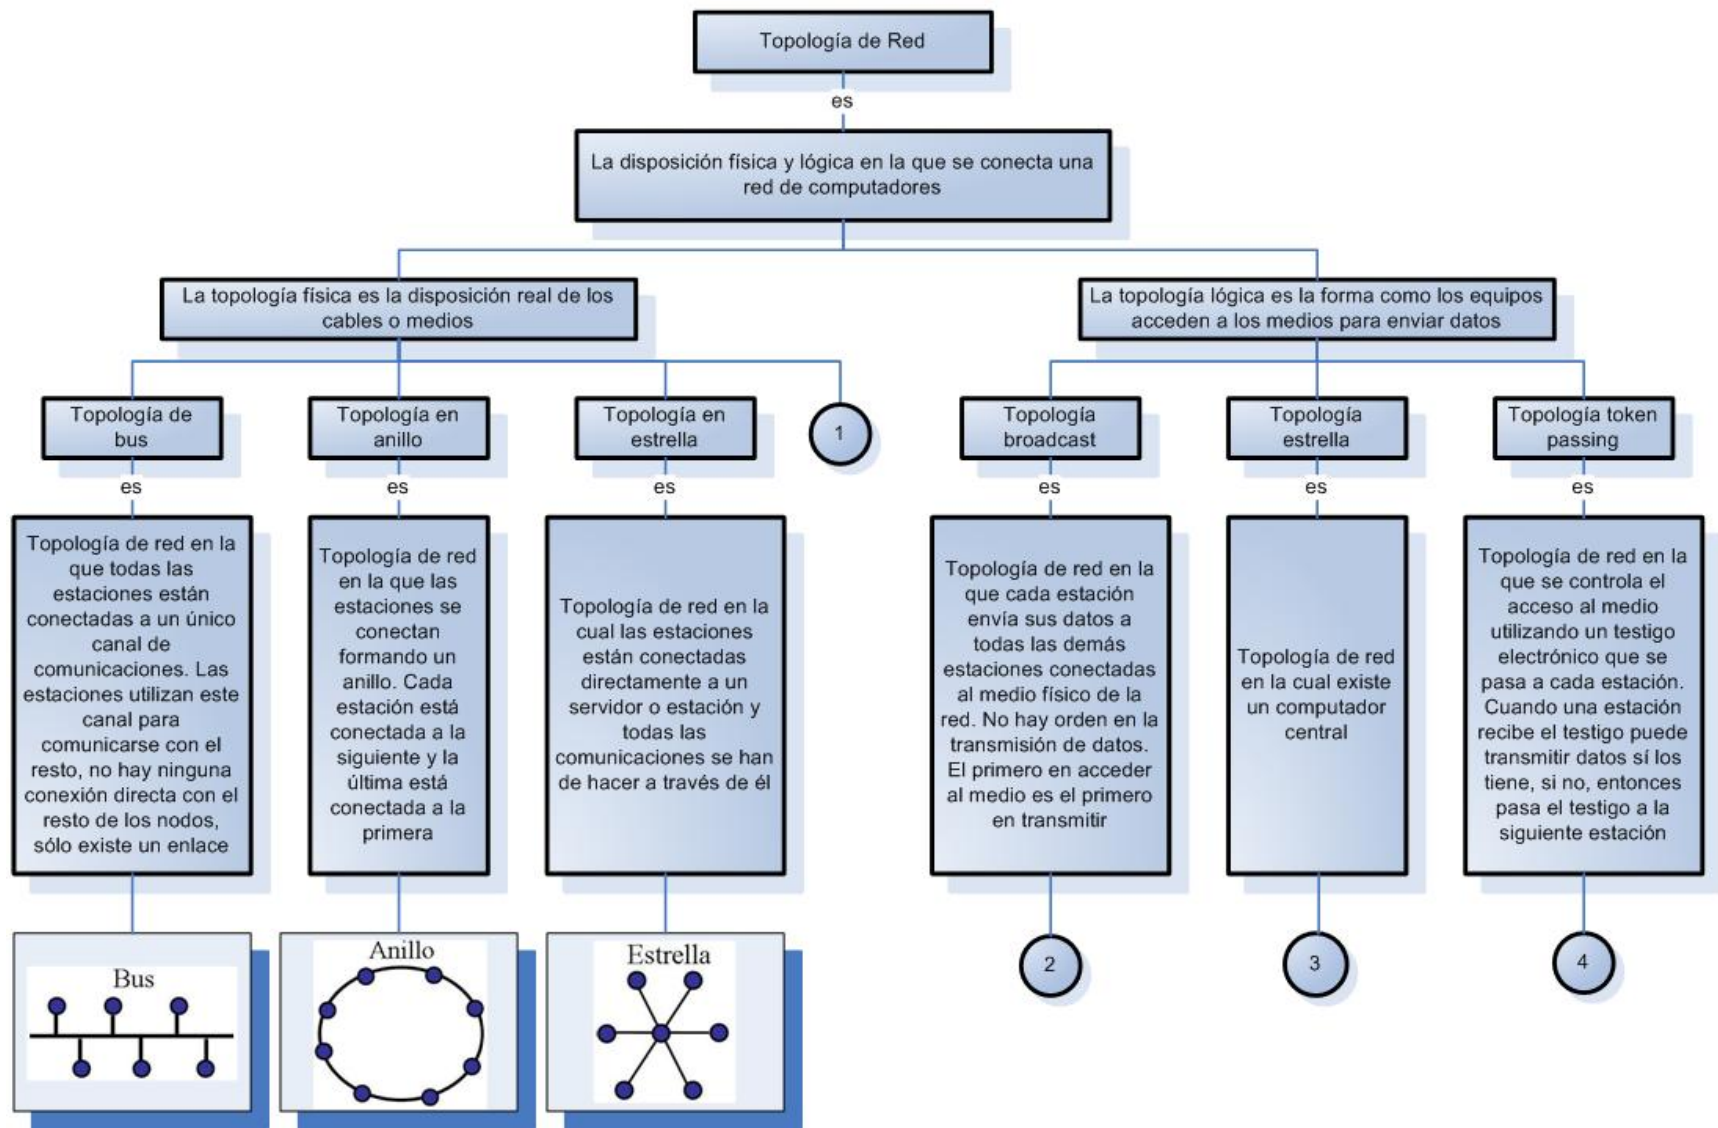 Topología de Red
es
La disposición física y lógica en la que se conecta una
red de computadores
La topología física es la disposición real de los
cables o medios
La topología lógica es la forma como los equipos
acceden a los medios para enviar datos
Topología de
bus
Topología en
anillo
Topología en
estrella
1
Topología
broadcast
Topología
estrella
Topología token
passing
es
es
es
es
es
es
Topología de red en la
que todas las
estaciones están
conectadas a un único
canal de
comunicaciones. Las
estaciones utilizan este
canal para
comunicarse con el
resto, no hay ninguna
conexión directa con el
resto de los nodos,
sólo existe un enlace
Topología de red
en la que las
estaciones se
conectan
formando un
anillo. Cada
estación está
conectada a la
siguiente y la
última está
conectada a la
primera
Topología de red en la
cual las estaciones
están conectadas
directamente a un
servidor o estación y
todas las
comunicaciones se han
de hacer a través de él
Topología de red en la
que cada estación
envía sus datos a
todas las demás
estaciones conectadas
al medio físico de la
red. No hay orden en la
transmisión de datos.
El primero en acceder
al medio es el primero
en transmitir
Topología de red
en la cual existe
un computador
central
Topología de red en la
que se controla el
acceso al medio
utilizando un testigo
electrónico que se
pasa a cada estación.
Cuando una estación
recibe el testigo puede
transmitir datos sí los
tiene, si no, entonces
pasa el testigo a la
siguiente estación
Bus
Anillo
Estrella
2
3
4